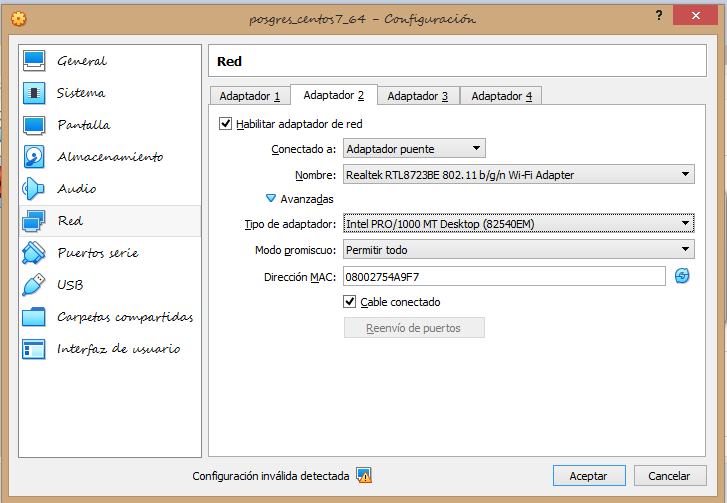 posgres_centos7_64 - Configuración
?
General
Sistema
Pantalla
Almacenamiento
Audio
Red
Puertos serie
USB
Carpetas compartidas
Interfaz de usuario
Red
Adaptador 1 Adaptador 2 Adaptador 3 Adaptador 4
Habilitar adaptador de red
Conectado a: Adaptador puente
Nombre: Realtek RTL8723BE 802.11 b/g/n Wi-Fi Adapter
Avanzadas
Tipo de adaptador: Intel PRO/1000 MT Desktop (82540EM)
Modo promiscuo: Permitir todo
Dirección MAC: 08002754A9F7
Cable conectado
Reenvío de puertos
Configuración inválida detectada Aceptar Cancelar